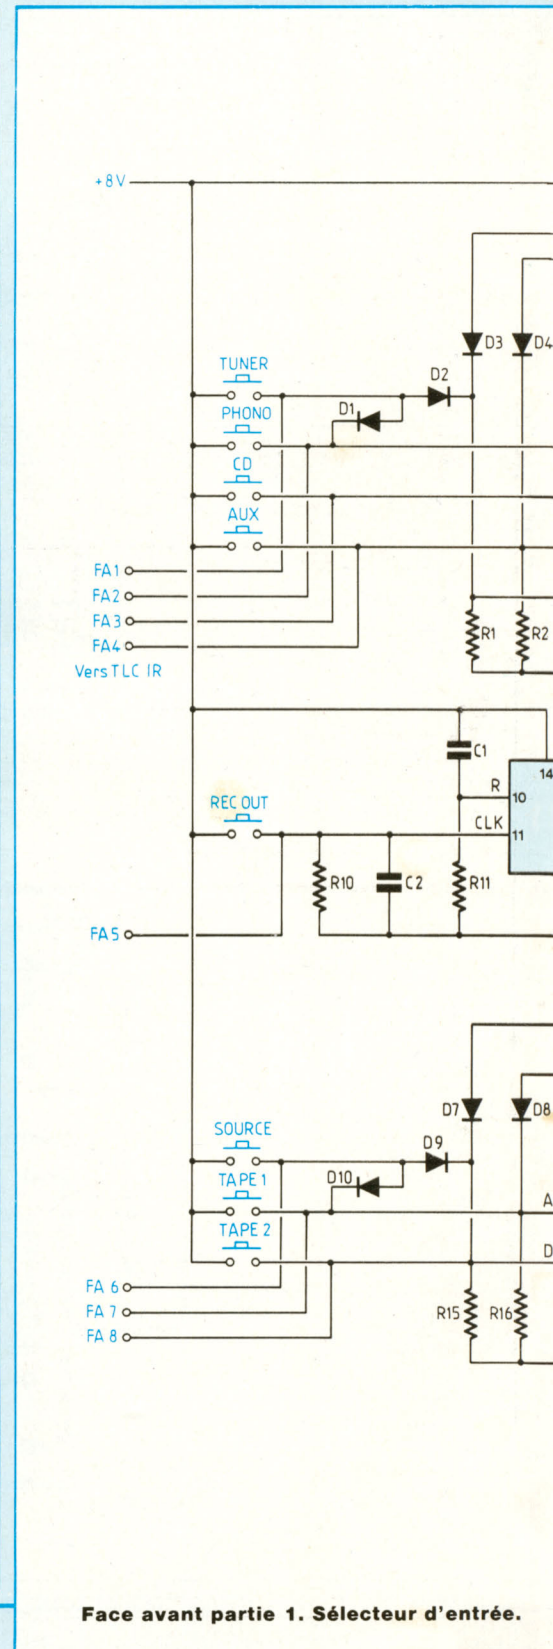 +8V
D3 D4
TUNER
D2
PHONO
D1
CD
AUX
FA1
FA2
FA3
FA4
R1 R2
Vers TLC IR
C1
14
R 10
REC OUT
CLK 11
R10 C2 R11
FA5
D7 D8
SOURCE
D9
TAPE 1
D10
A
TAPE 2
D
FA 6
FA 7
FA 8
R15 R16
Face avant partie 1. Sélecteur d'entrée.